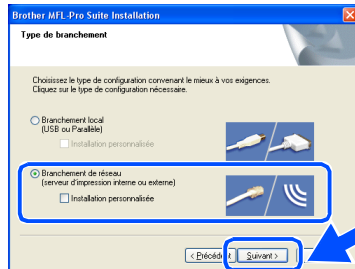 Brother MFL-Pro Suite Installation
Type de branchement
Choisissez le type de configuration convenant le mieux à vos exigences.
Cliquez sur le type de configuration nécessaire.
Branchement local
(USB ou Parallèle)
Installation personnalisée
Branchement de réseau
(serveur d'impression interne ou externe)
Installation personnalisée
< Précédent Suivant >